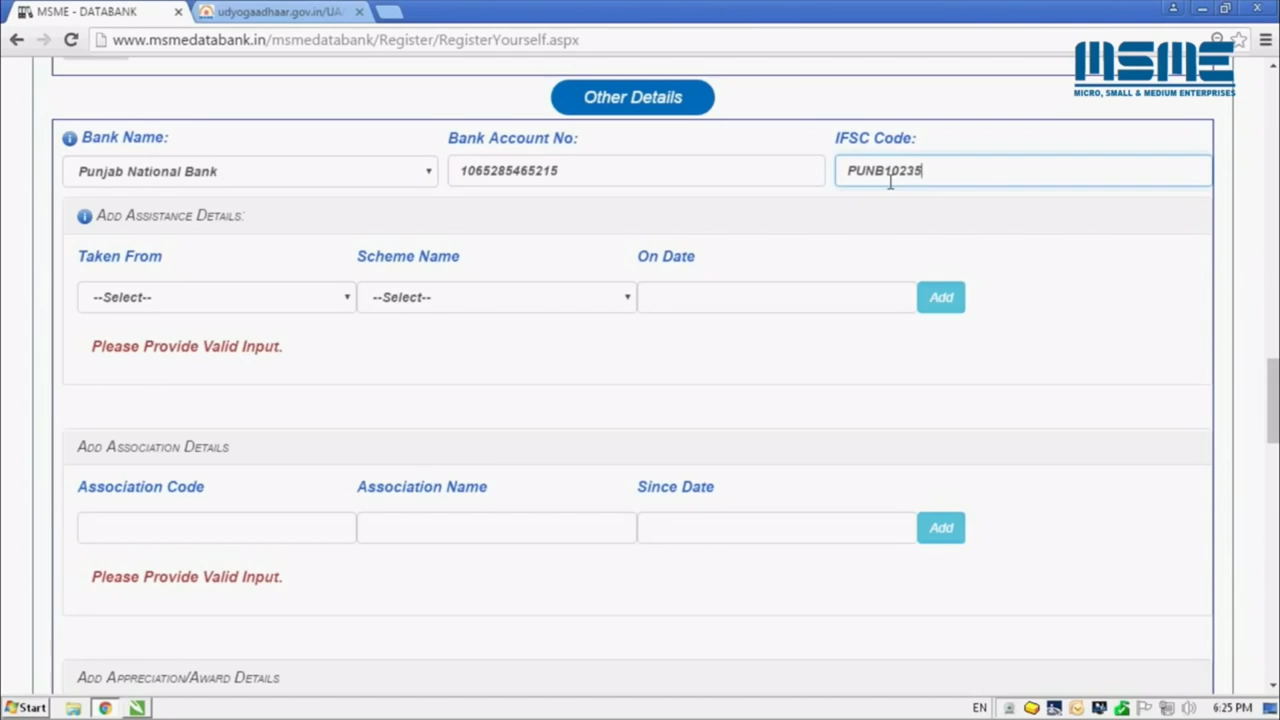 MSME - DATABANK
udyogaadhaar.gov.in/UA
www.msmedatabank.in/msmedatabank/Register/RegisterYourself.aspx
MSME
MICRO, SMALL & MEDIUM ENTERPRISES
Other Details
Bank Name:
Bank Account No:
IFSC Code:
Punjab National Bank
1065285465215
PUNB10235
Add Assistance Details:
Taken From
Scheme Name
On Date
--Select--
--Select--
Add
Please Provide Valid Input.
Add Association Details
Association Code
Association Name
Since Date
Add
Please Provide Valid Input.
Add Appreciation/Award Details
Start
EN
6:25 PM